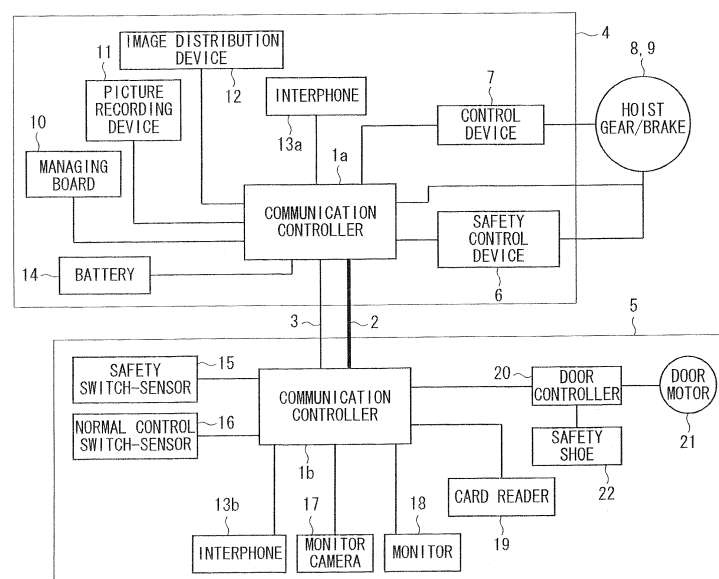 IMAGE DISTRIBUTION
DEVICE
12
4
11
PICTURE
RECORDING
DEVICE
INTERPHONE
13a
7
CONTROL
DEVICE
8, 9
HOIST
GEAR/BRAKE
10
MANAGING
BOARD
1a
COMMUNICATION
CONTROLLER
SAFETY
CONTROL
DEVICE
6
14
BATTERY
3
2
5
SAFETY
SWITCH-SENSOR
15
NORMAL CONTROL
SWITCH-SENSOR
16
COMMUNICATION
CONTROLLER
1b
20
DOOR
CONTROLLER
DOOR
MOTOR
21
SAFETY
SHOE
22
CARD READER
19
13b
INTERPHONE
17
MONITOR
CAMERA
18
MONITOR